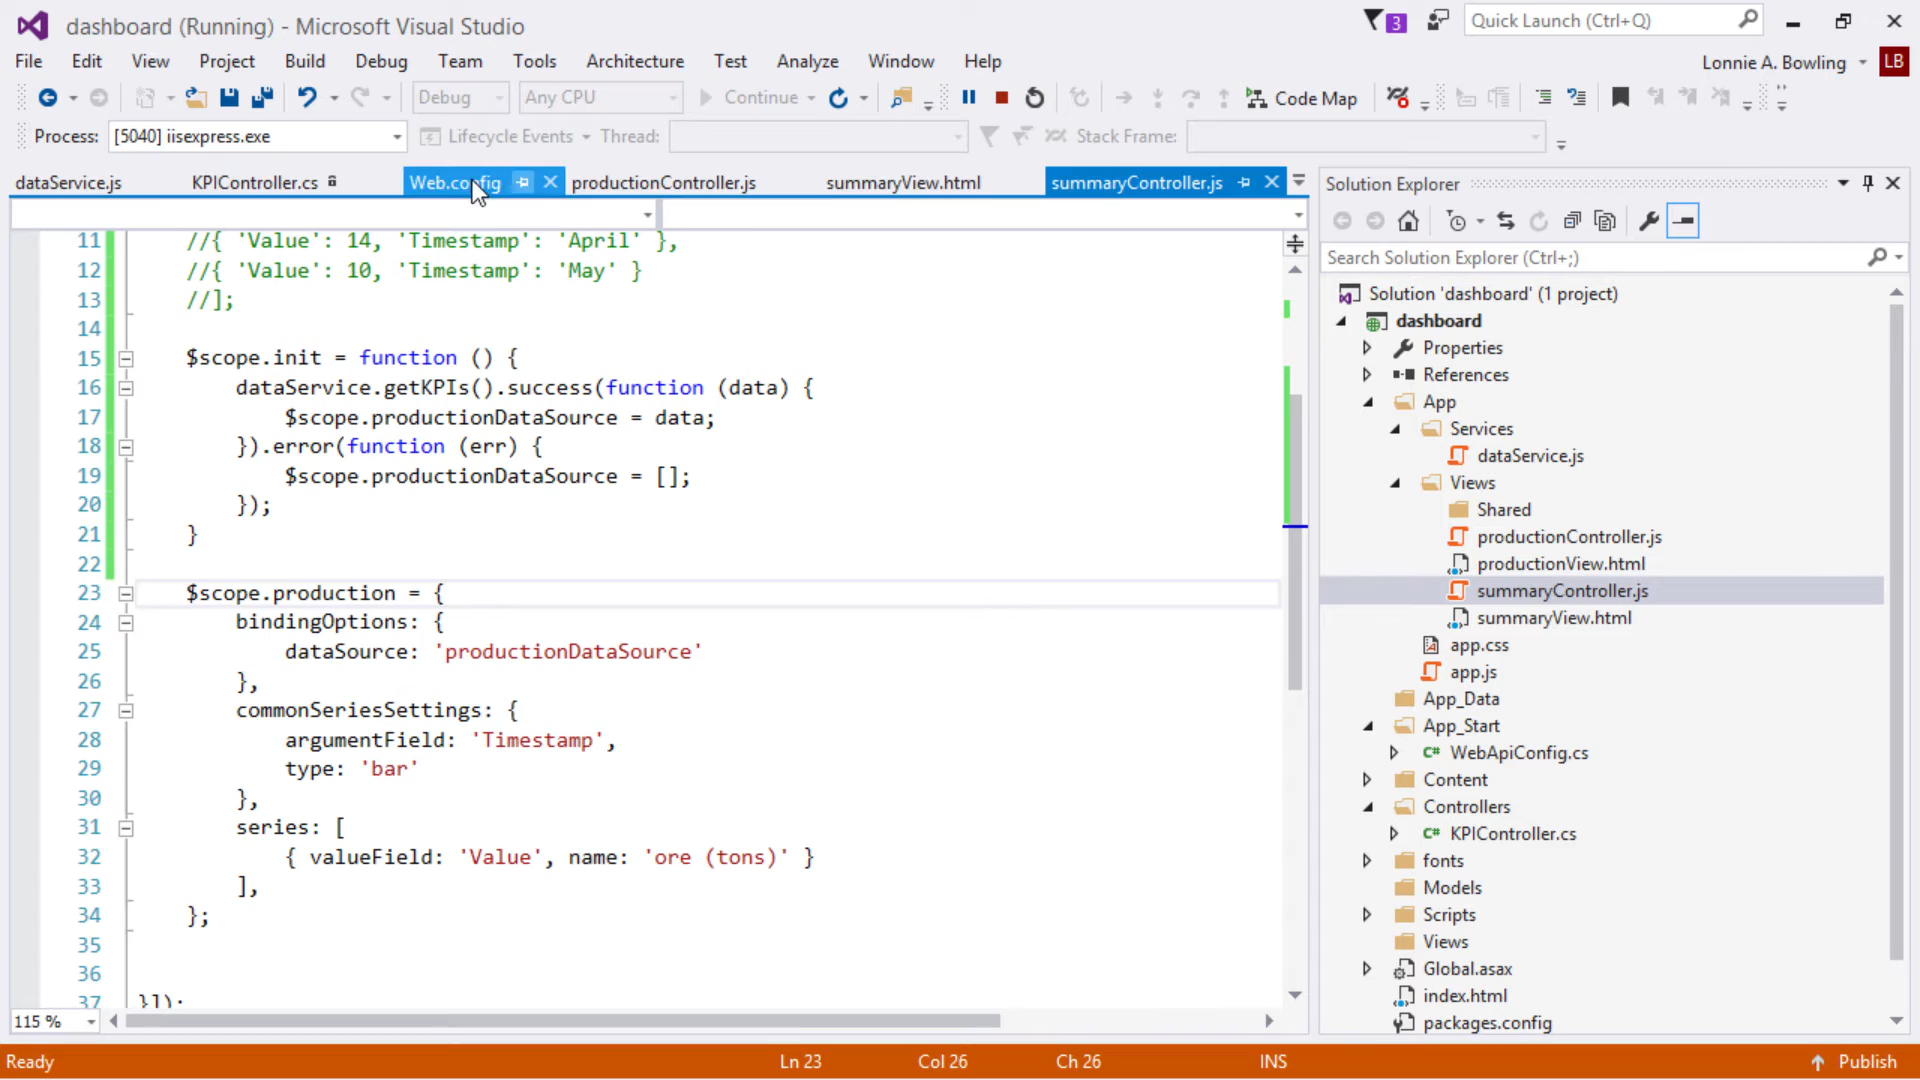 dashboard (Running) - Microsoft Visual Studio
3
Quick Launch (Ctrl+Q)
File Edit View Project Build Debug Team Tools Architecture Test Analyze Window Help
Lonnie A. Bowling LB
Debug Any CPU Continue Code Map
Process: [5040] iisexpress.exe Lifecycle Events Thread: Stack Frame:
dataService.js KPIController.cs Web.config productionController.js summaryView.html summaryController.js
11 //{ 'Value': 14, 'Timestamp': 'April' },
12 //{ 'Value': 10, 'Timestamp': 'May' }
13 //];
14
15 $scope.init = function () {
16 dataService.getKPIs().success(function (data) {
17 $scope.productionDataSource = data;
18 }).error(function (err) {
19 $scope.productionDataSource = [];
20 });
21 }
22
23 $scope.production = {
24 bindingOptions: {
25 dataSource: 'productionDataSource'
26 },
27 commonSeriesSettings: {
28 argumentField: 'Timestamp',
29 type: 'bar'
30 },
31 series: [
32 { valueField: 'Value', name: 'ore (tons)' }
33 ],
34 };
35
36
37 }]);
115 %
Solution Explorer
Search Solution Explorer (Ctrl+;)
Solution 'dashboard' (1 project)
dashboard
Properties
References
App
Services
dataService.js
Views
Shared
productionController.js
productionView.html
summaryController.js
summaryView.html
app.css
app.js
App_Data
App_Start
C# WebApiConfig.cs
Content
Controllers
C# KPIController.cs
fonts
Models
Scripts
Views
Global.asax
index.html
packages.config
Ready Ln 23 Col 26 Ch 26 INS Publish